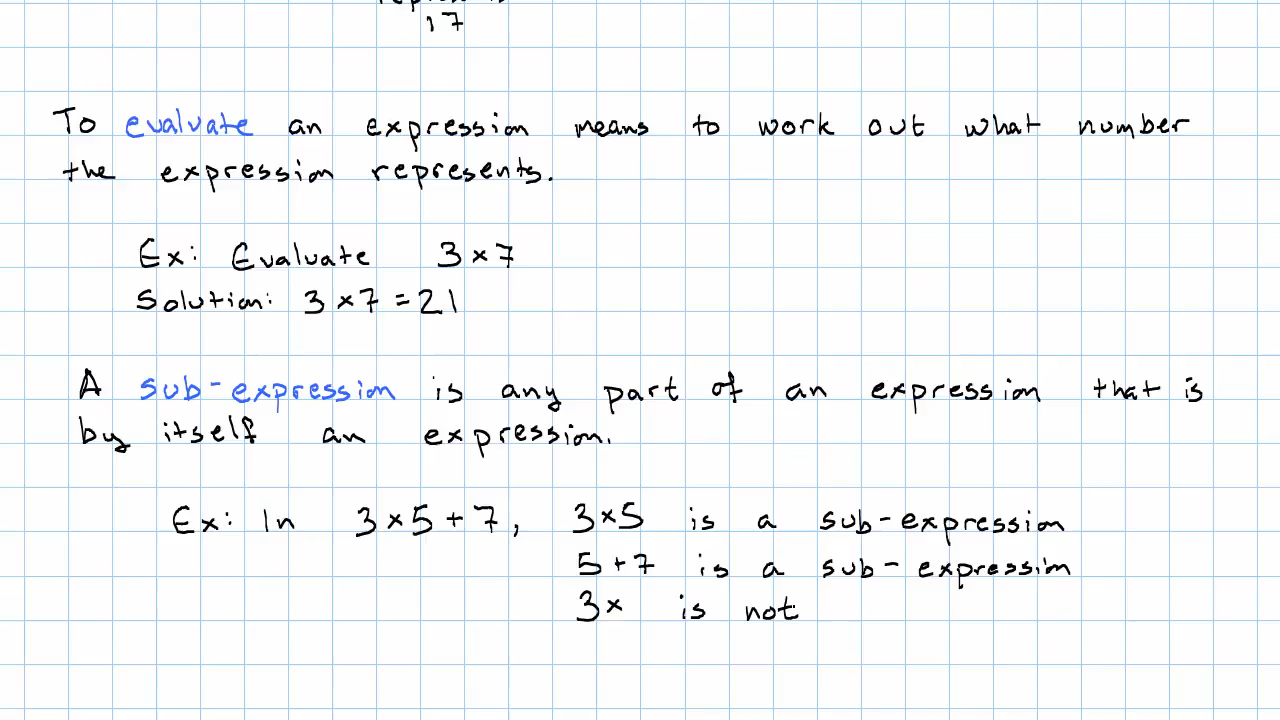 17
To evaluate an expression means to work out what number
the expression represents.
Ex: Evaluate 3 × 7
Solution: 3 × 7 = 21
A sub-expression is any part of an expression that is
by itself an expression.
Ex: In 3 × 5 + 7, 3 × 5 is a sub-expression
5 + 7 is a sub-expression
3 × is not